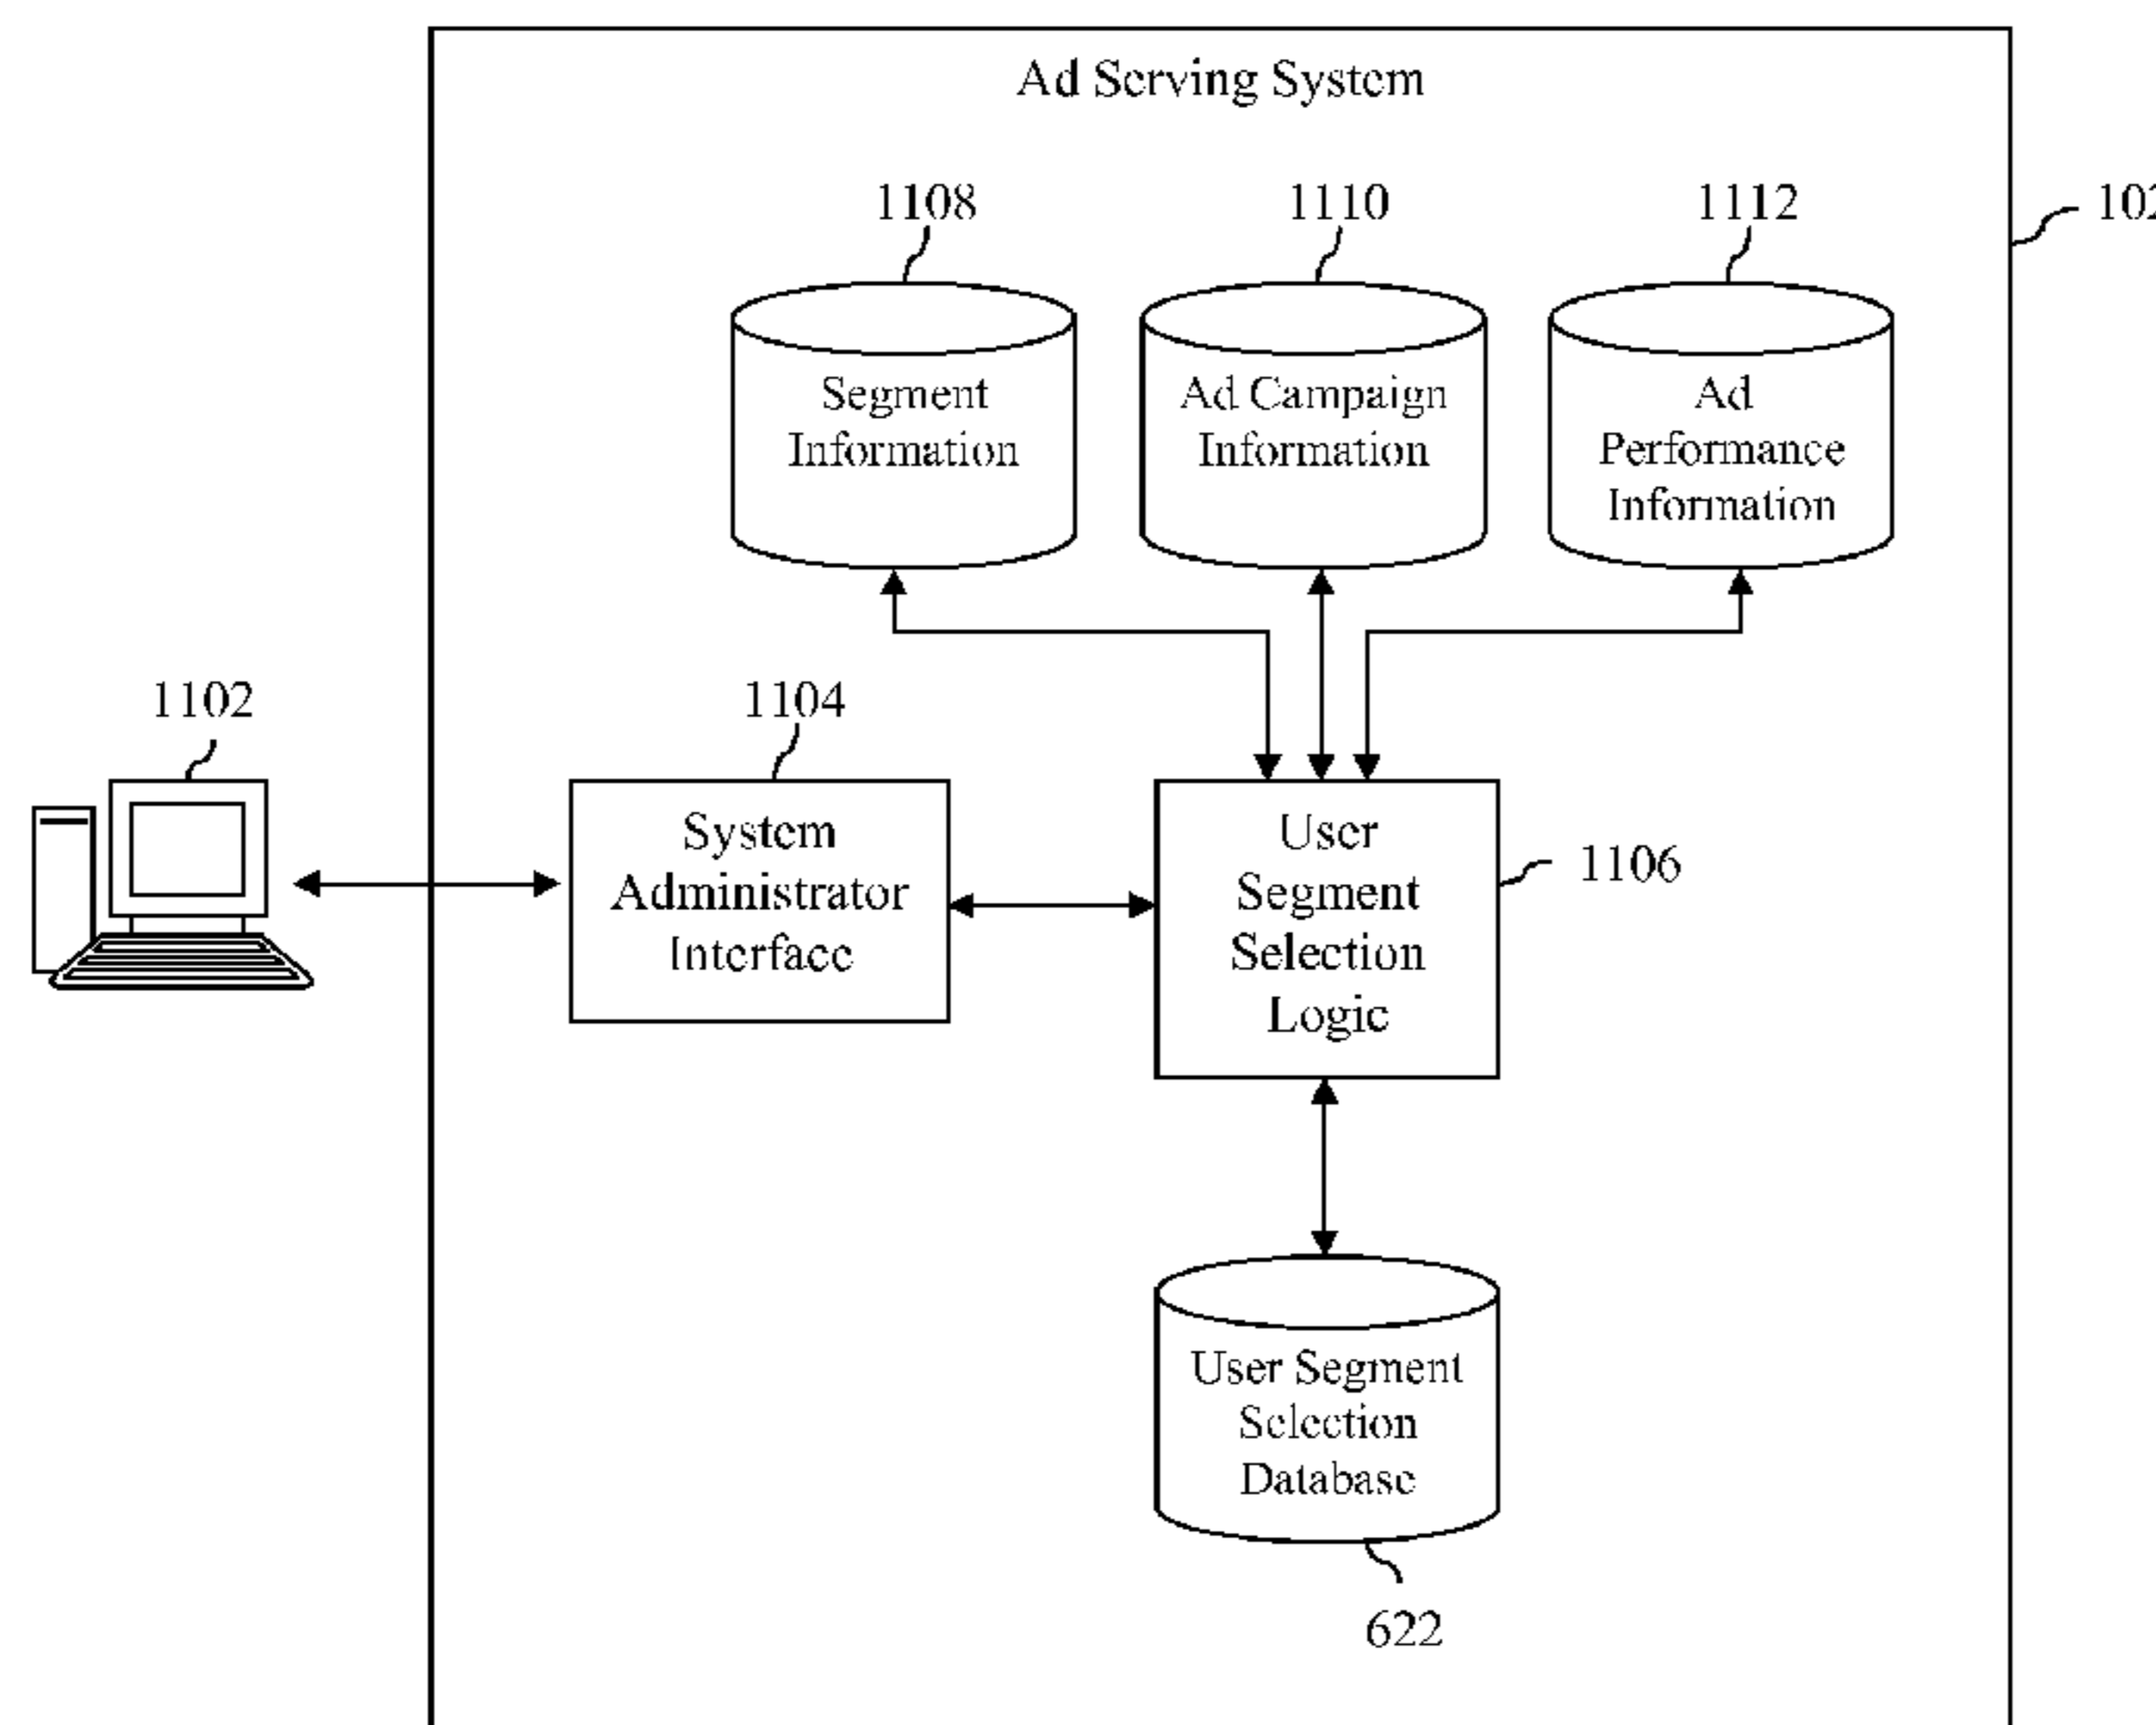 Ad Serving System
1108
1110
1112
102
Segment
Information
Ad Campaign
Information
Ad
Performance
Information
1102
1104
System
Administrator
Interface
User
Segment
Selection
Logic
1106
User Segment
Selection
Database
622